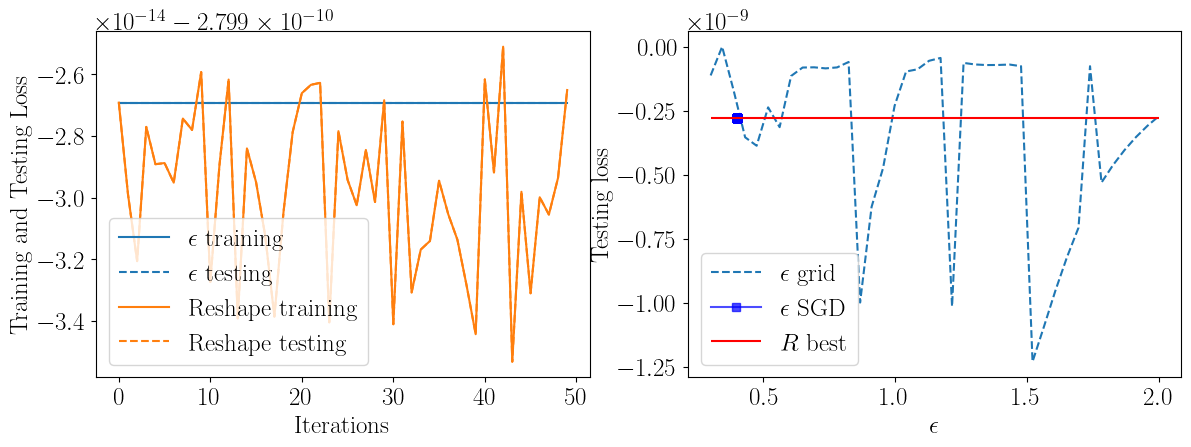 ×10⁻¹⁴ − 2.799 × 10⁻¹⁰
Training and Testing Loss
−2.6
−2.8
−3.0
−3.2
−3.4
ϵ training
ϵ testing
Reshape training
Reshape testing
0 10 20 30 40 50
Iterations
×10⁻⁹
Testing loss
0.00
−0.25
−0.50
−0.75
−1.00
−1.25
ϵ grid
ϵ SGD
R best
0.5 1.0 1.5 2.0
ϵ